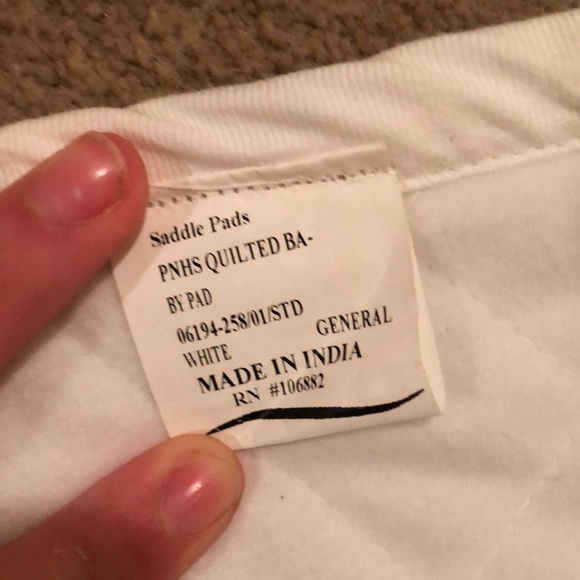 Saddle Pads
PNHS QUILTED BA-
BY PAD
06194-258/01/STD
WHITE GENERAL
MADE IN INDIA
RN #106882